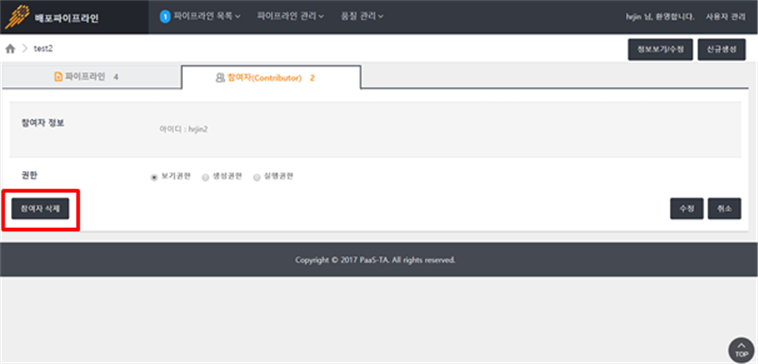 배포파이프라인
1 파이프라인 목록 파이프라인 관리 품질 관리
hrjin 님, 환영합니다. 사용자 관리
test2
정보보기/수정 신규생성
파이프라인 4
참여자(Contributor) 2
참여자 정보
아이디 : hrjin2
권한
보기권한 생성권한 실행권한
참여자 삭제
수정 취소
Copyright © 2017 PaaS-TA. All rights reserved.
TOP